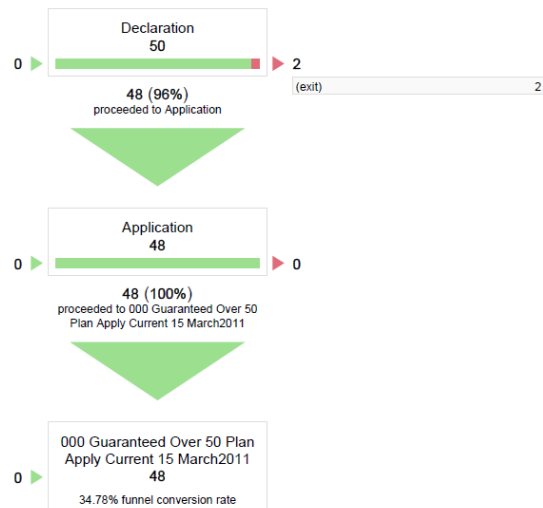 Declaration
50
0
2
(exit) 2
48 (96%)
proceeded to Application
Application
48
0
0
48 (100%)
proceeded to 000 Guaranteed Over 50
Plan Apply Current 15 March2011
000 Guaranteed Over 50 Plan
Apply Current 15 March2011
48
0
34.78% funnel conversion rate